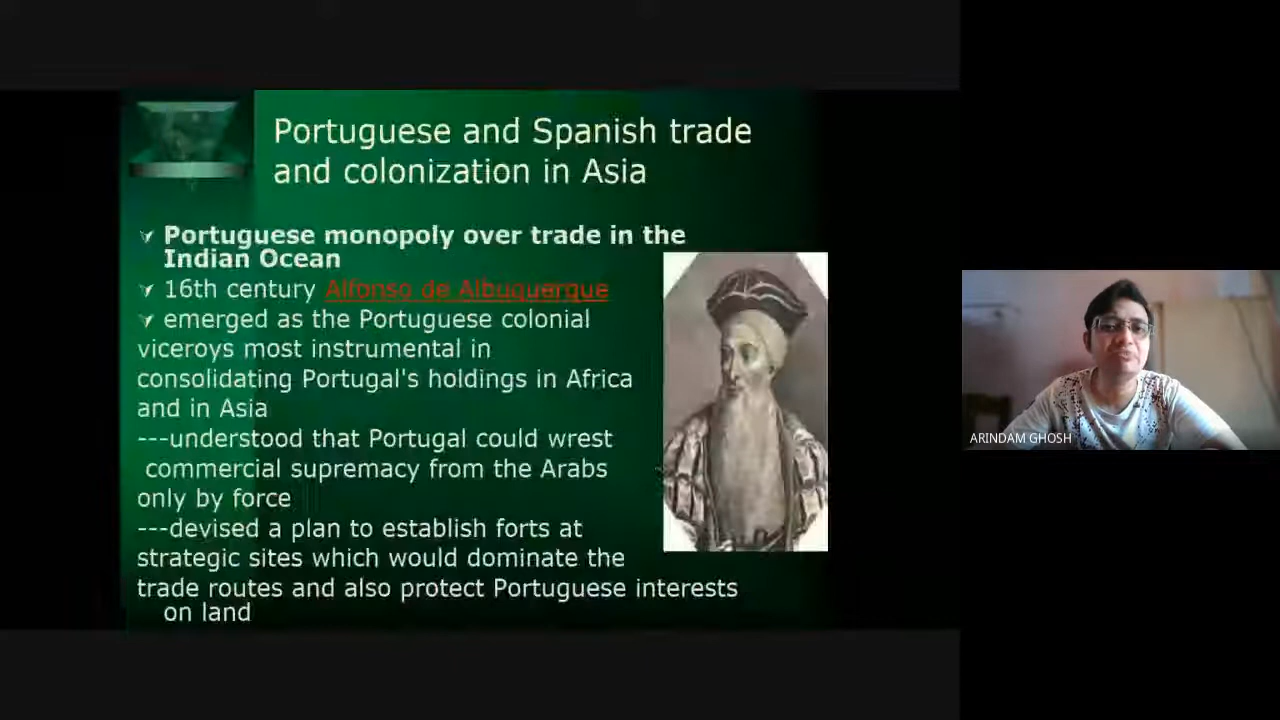 Portuguese and Spanish trade
and colonization in Asia
Portuguese monopoly over trade in the
Indian Ocean
16th century Alfonso de Albuquerque
emerged as the Portuguese colonial
viceroys most instrumental in
consolidating Portugal's holdings in Africa
and in Asia
---understood that Portugal could wrest
commercial supremacy from the Arabs
only by force
---devised a plan to establish forts at
strategic sites which would dominate the
trade routes and also protect Portuguese interests
on land
ARINDAM GHOSH